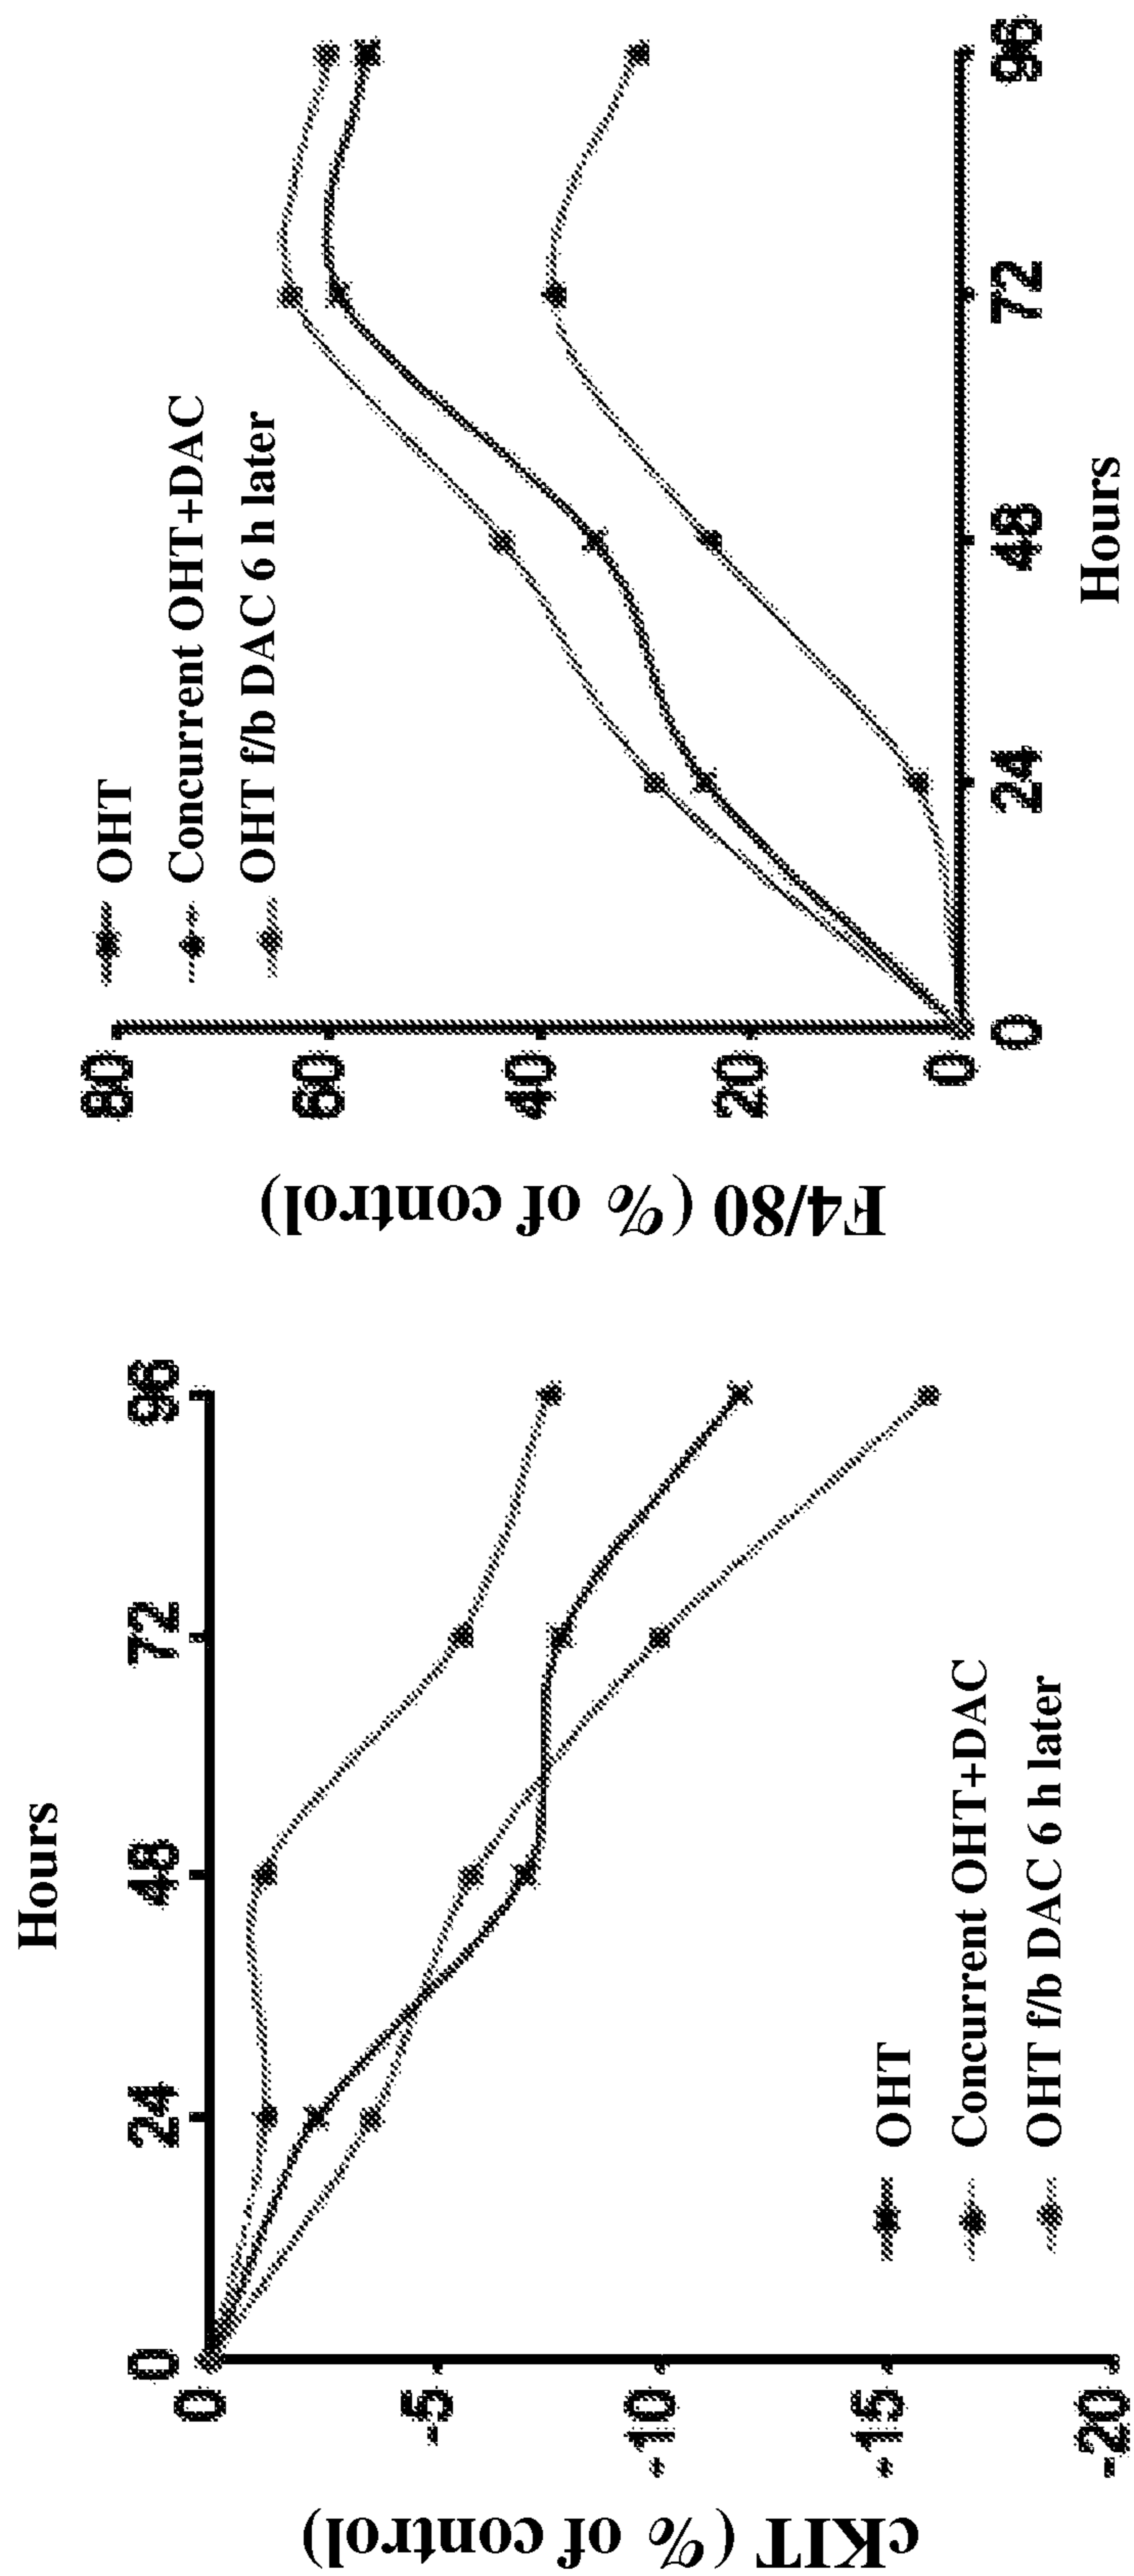 Hours
0
24
48
72
96
0
-5
-10
-15
-20
cKIT (% of control)
OHT
Concurrent OHT+DAC
OHT f/b DAC 6 h later
80
60
40
20
0
F4/80 (% of control)
OHT
Concurrent OHT+DAC
OHT f/b DAC 6 h later
0
24
48
72
96
Hours